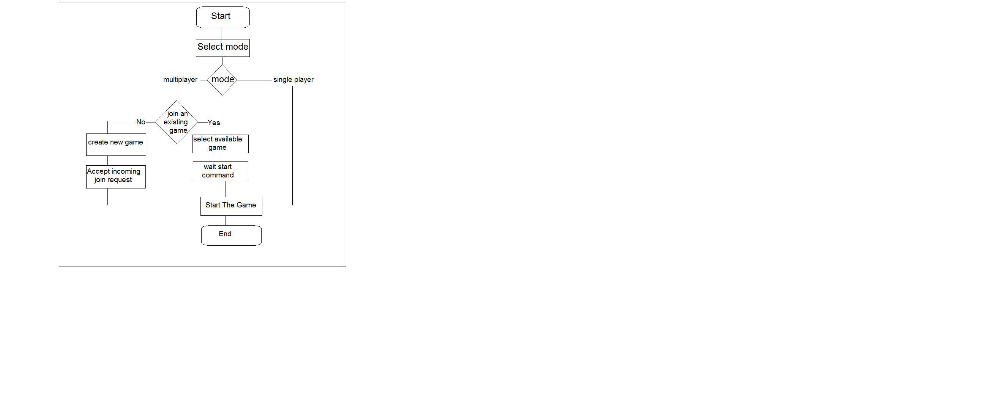 Start
Select mode
multiplayer
mode
single player
join an
existing
game
No
Yes
create new game
select available
game
Accept incoming
join request
wait start
command
Start The Game
End